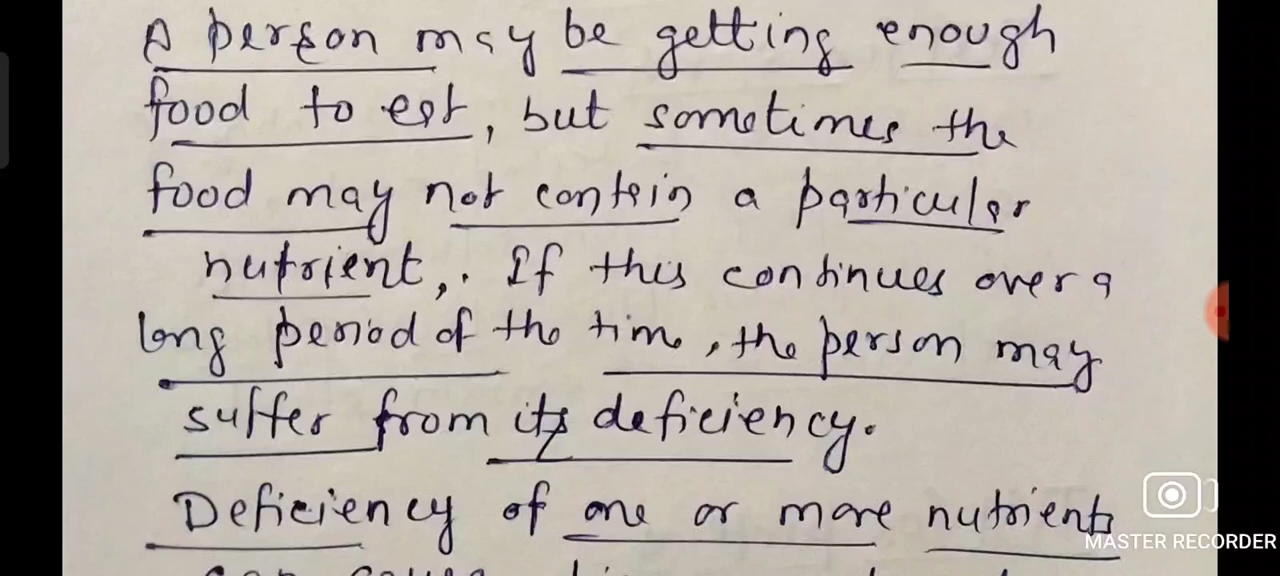 A person may be getting enough
food to eat, but sometimes the
food may not contain a particular
nutrient,. If this continues over a
long period of the time, the person may
suffer from its deficiency.
Deficiency of one or more nutrients
MASTER RECORDER
can cause